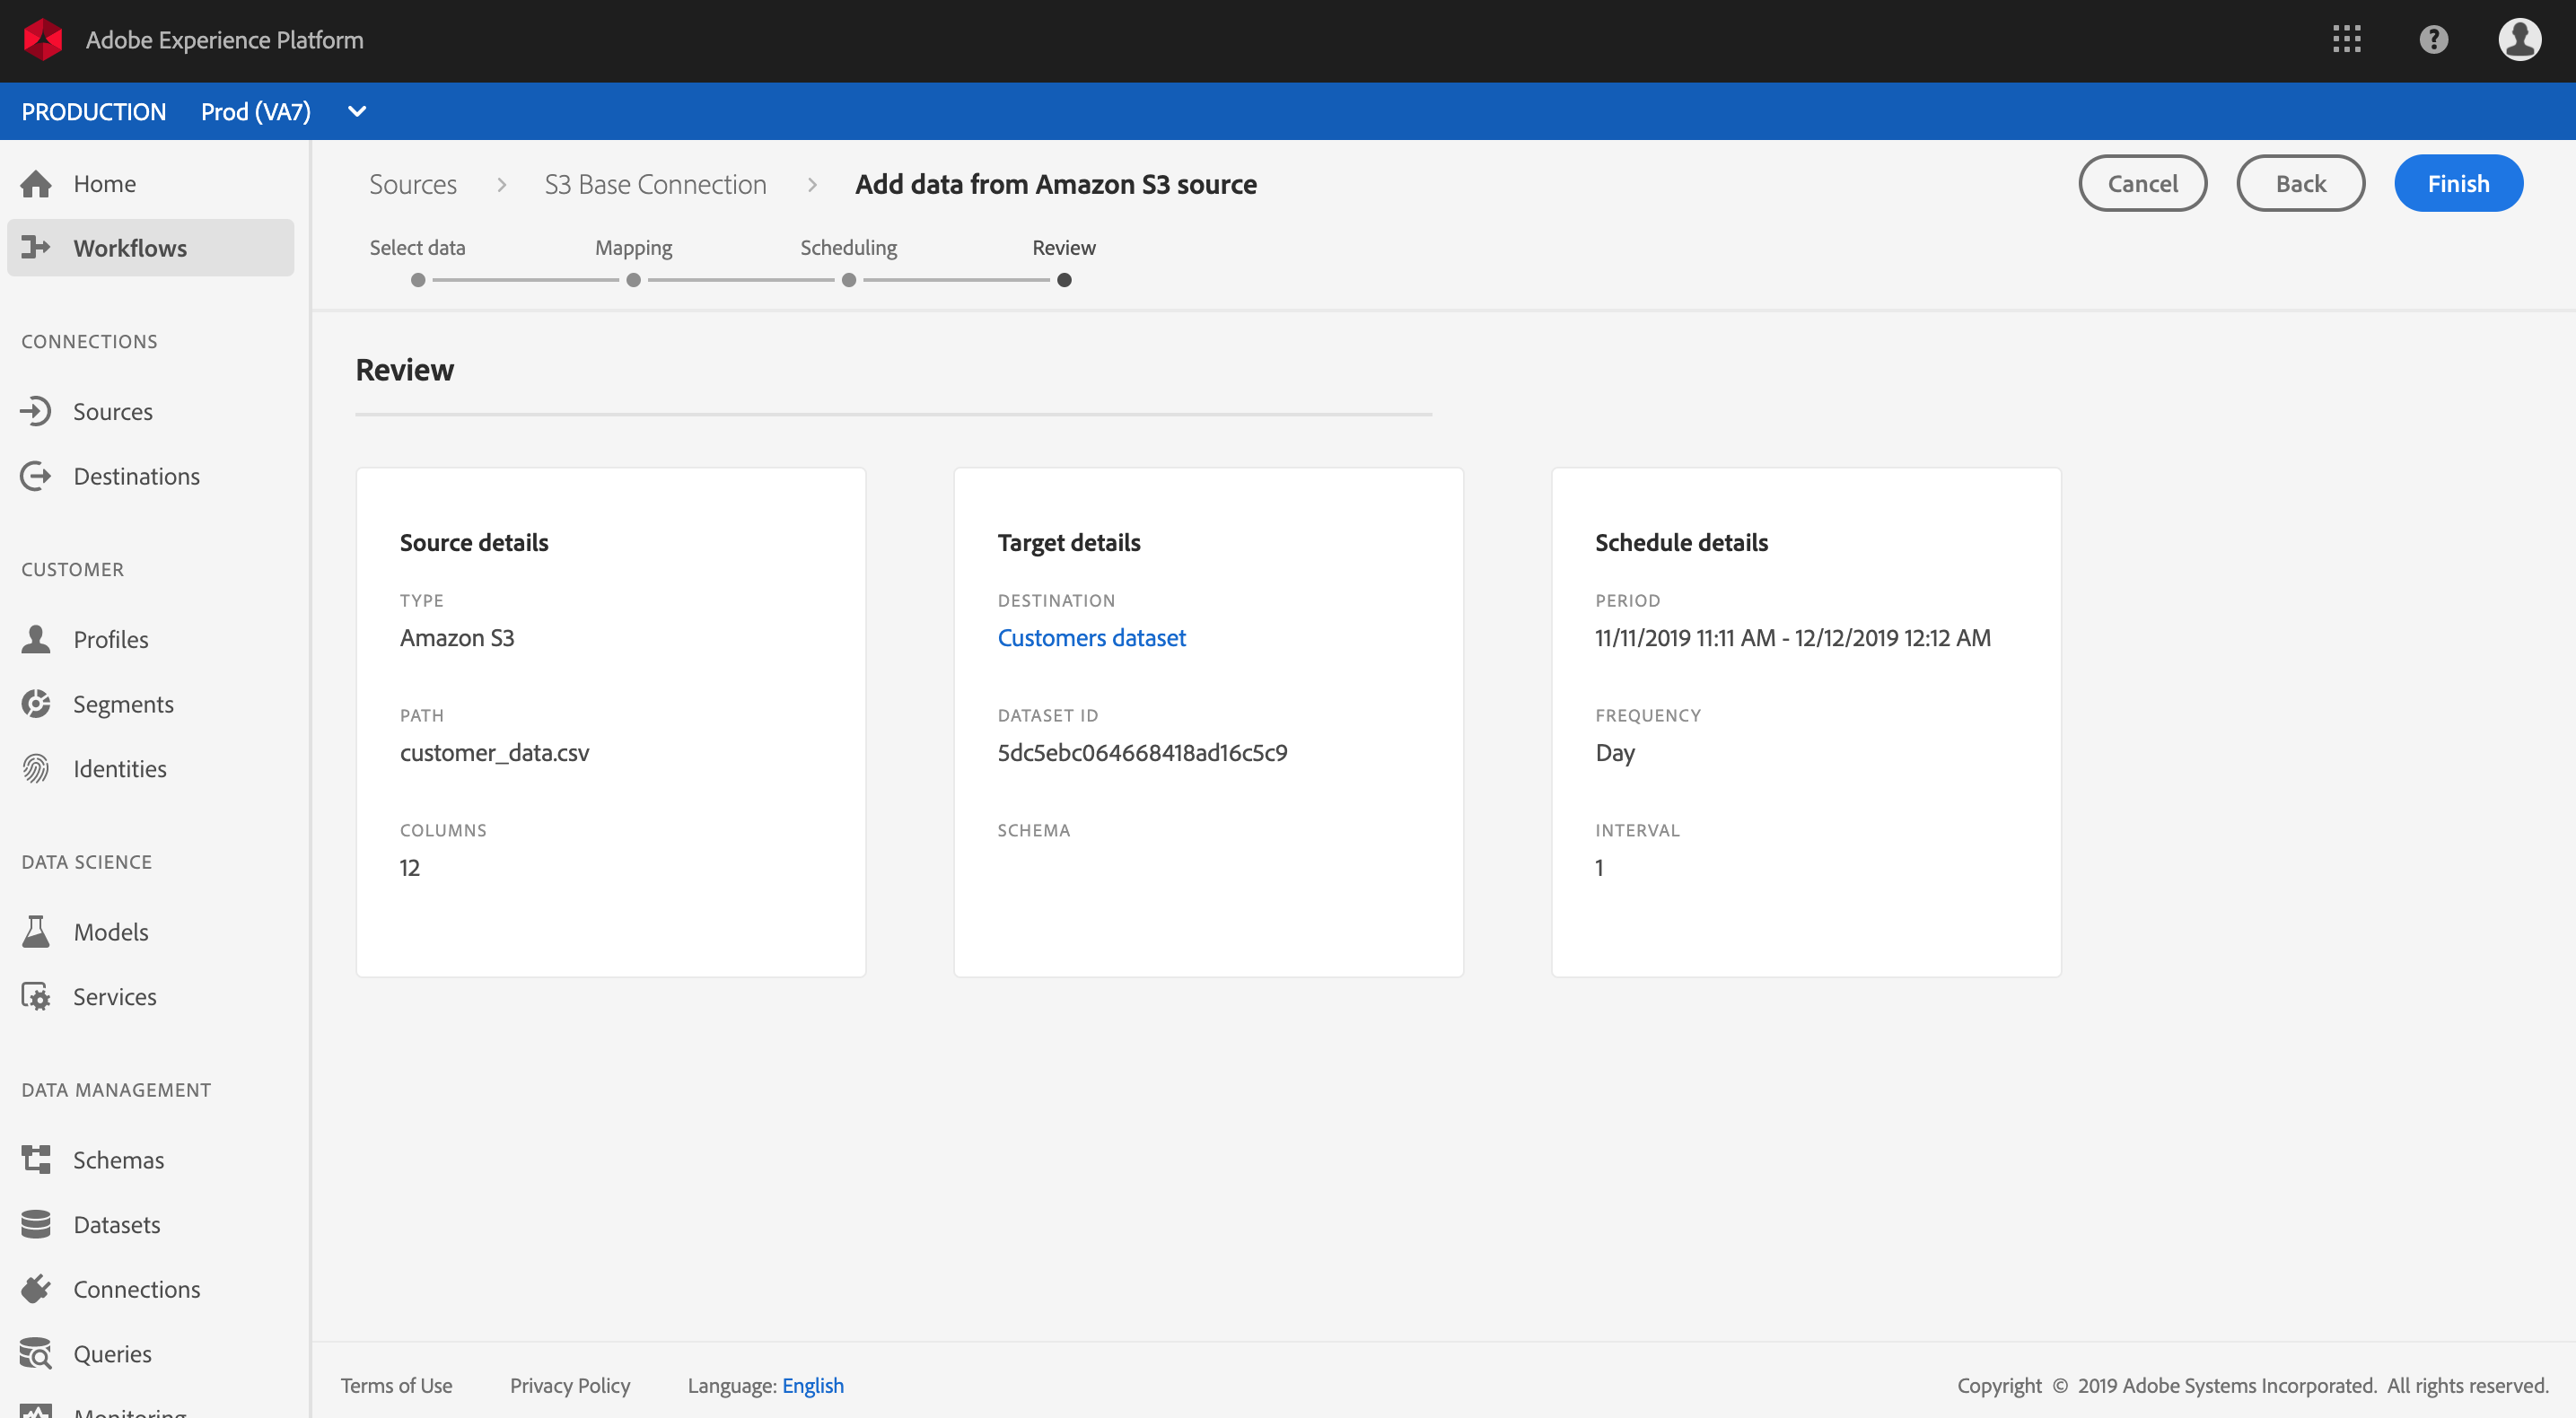 Adobe Experience Platform
PRODUCTION Prod (VA7)
Home
Workflows
CONNECTIONS
Sources
Destinations
CUSTOMER
Profiles
Segments
Identities
DATA SCIENCE
Models
Services
DATA MANAGEMENT
Schemas
Datasets
Connections
Queries
Monitoring
Sources > S3 Base Connection > Add data from Amazon S3 source
Cancel Back Finish
Select data Mapping Scheduling Review
Review
Source details
TYPE
Amazon S3
PATH
customer_data.csv
COLUMNS
12
Target details
DESTINATION
Customers dataset
DATASET ID
5dc5ebc064668418ad16c5c9
SCHEMA
Schedule details
PERIOD
11/11/2019 11:11 AM - 12/12/2019 12:12 AM
FREQUENCY
Day
INTERVAL
1
Terms of Use Privacy Policy Language: English
Copyright © 2019 Adobe Systems Incorporated. All rights reserved.